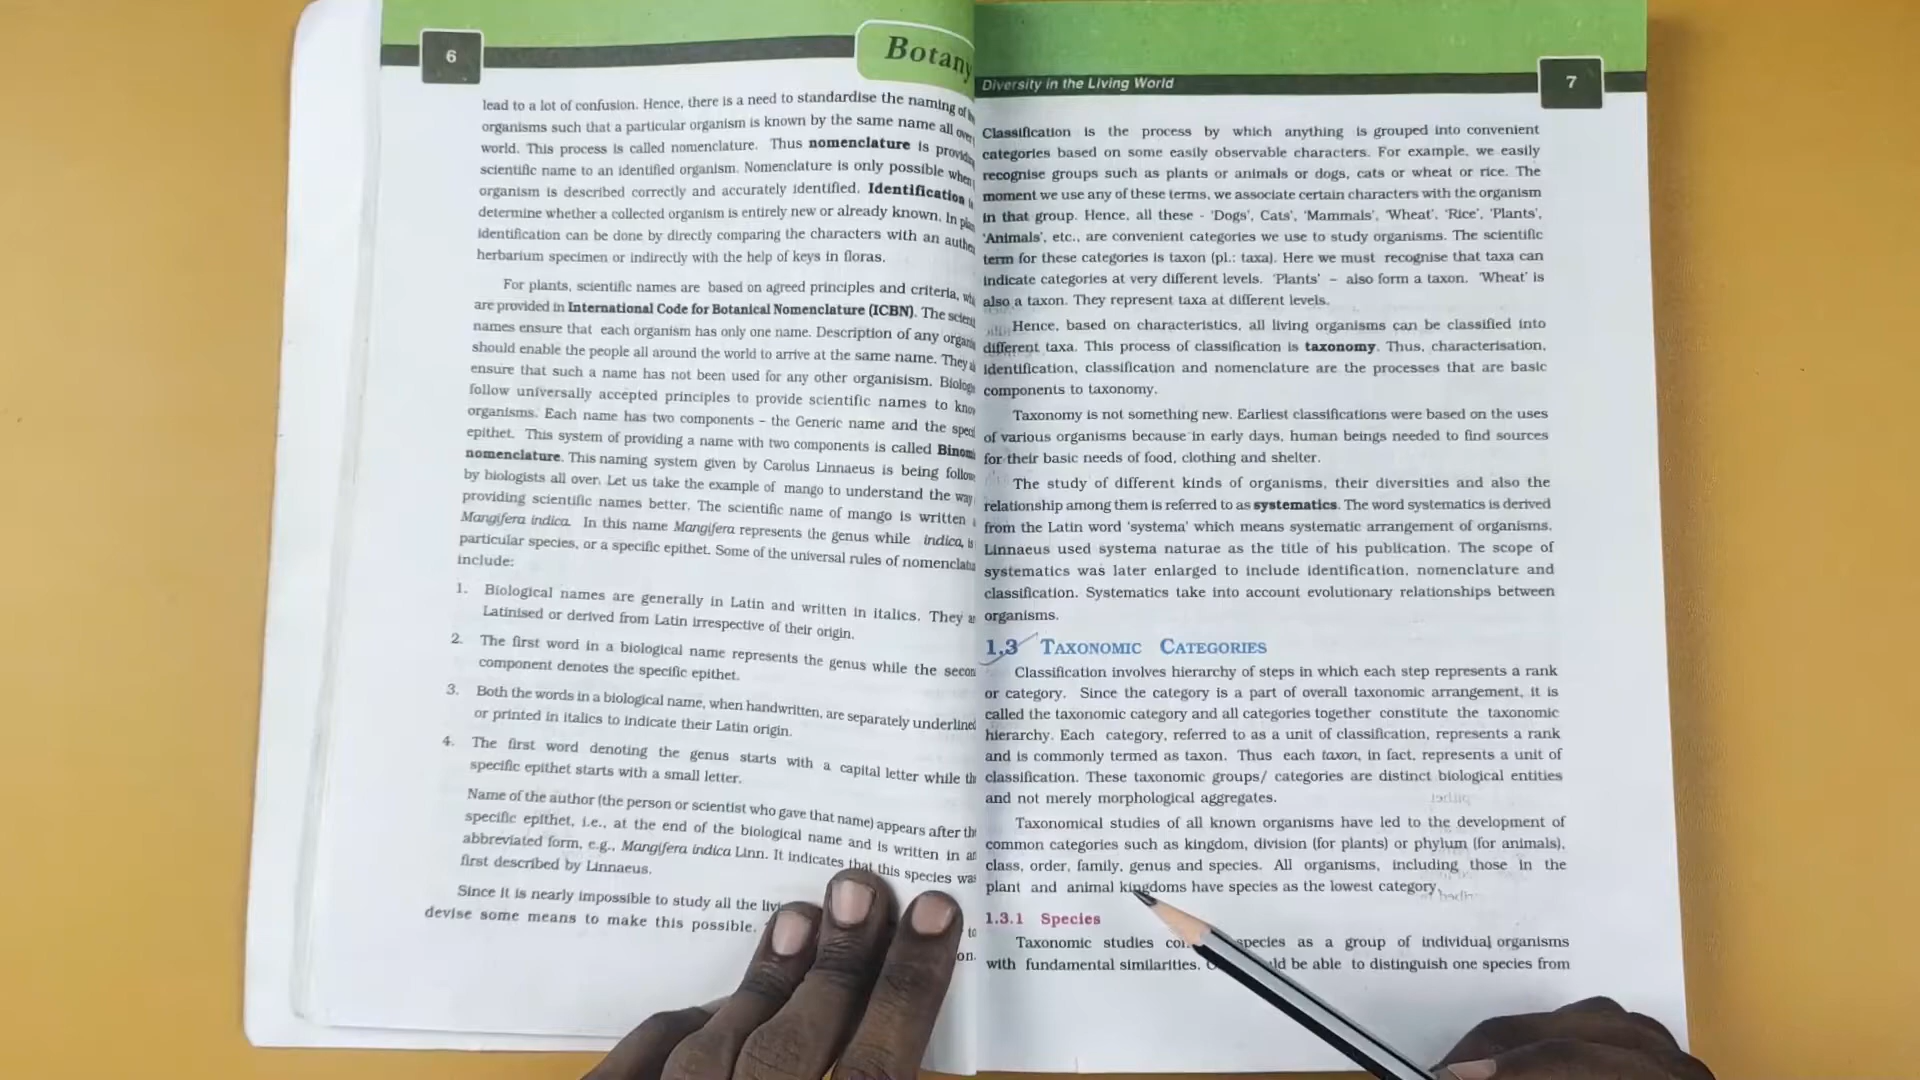 6
Botany
lead to a lot of confusion. Hence, there is a need to standardise the naming of
organisms such that a particular organism is known by the same name all over
world. This process is called nomenclature. Thus nomenclature is
scientific name to an identified organism. Nomenclature is only possible when
organism is described correctly and accurately identified. Identification
determine whether a collected organism is entirely new or already known. In
identification can be done by directly comparing the characters with an
herbarium specimen or indirectly with the help of keys in floras.
For plants, scientific names are based on agreed principles and criteria,
are provided in International Code for Botanical Nomenclature (ICBN). The
names ensure that each organism has only one name. Description of any
should enable the people all around the world to arrive at the same name. They
ensure that such a name has not been used for any other organisism.
follow universally accepted principles to provide scientific names to
organisms. Each name has two components – the Generic name and the
epithet. This system of providing a name with two components is called
nomenclature. This naming system given by Carolus Linnaeus is being
by biologists all over. Let us take the example of mango to understand the way
providing scientific names better. The scientific name of mango is written
Mangifera indica. In this name Mangifera represents the genus while indica, is
particular species, or a specific epithet. Some of the universal rules of
include:
1. Biological names are generally in Latin and written in italics. They
Latinised or derived from Latin irrespective of their origin.
2. The first word in a biological name represents the genus while the
component denotes the specific epithet.
3. Both the words in a biological name, when handwritten, are separately underlined
or printed in italics to indicate their Latin origin.
4. The first word denoting the genus starts with a capital letter while
specific epithet starts with a small letter.
Name of the author (the person or scientist who gave that name) appears after
specific epithet, i.e., at the end of the biological name and is written in
abbreviated form, e.g., Mangifera indica Linn. It indicates that this species
first described by Linnaeus.
Since it is nearly impossible to study all the
devise some means to make this possible.
Diversity in the Living World
7
Classification is the process by which anything is grouped into convenient
categories based on some easily observable characters. For example, we easily
recognise groups such as plants or animals or dogs, cats or wheat or rice. The
moment we use any of these terms, we associate certain characters with the organism
in that group. Hence, all these - 'Dogs', Cats', 'Mammals', 'Wheat', 'Rice', 'Plants',
'Animals', etc., are convenient categories we use to study organisms. The scientific
term for these categories is taxon (pl.: taxa). Here we must recognise that taxa can
indicate categories at very different levels. 'Plants' – also form a taxon. 'Wheat' is
also a taxon. They represent taxa at different levels.
Hence, based on characteristics, all living organisms can be classified into
different taxa. This process of classification is taxonomy. Thus, characterisation,
identification, classification and nomenclature are the processes that are basic
components to taxonomy.
Taxonomy is not something new. Earliest classifications were based on the uses
of various organisms because in early days, human beings needed to find sources
for their basic needs of food, clothing and shelter.
The study of different kinds of organisms, their diversities and also the
relationship among them is referred to as systematics. The word systematics is derived
from the Latin word 'systema' which means systematic arrangement of organisms.
Linnaeus used systema naturae as the title of his publication. The scope of
systematics was later enlarged to include identification, nomenclature and
classification. Systematics take into account evolutionary relationships between
organisms.
1.3 TAXONOMIC CATEGORIES
Classification involves hierarchy of steps in which each step represents a rank
or category. Since the category is a part of overall taxonomic arrangement, it is
called the taxonomic category and all categories together constitute the taxonomic
hierarchy. Each category, referred to as a unit of classification, represents a rank
and is commonly termed as taxon. Thus each taxon, in fact, represents a unit of
classification. These taxonomic groups/ categories are distinct biological entities
and not merely morphological aggregates.
Taxonomical studies of all known organisms have led to the development of
common categories such as kingdom, division (for plants) or phylum (for animals),
class, order, family, genus and species. All organisms, including those in the
plant and animal kingdoms have species as the lowest category.
1.3.1 Species
Taxonomic studies species as a group of individual organisms
with fundamental similarities. be able to distinguish one species from